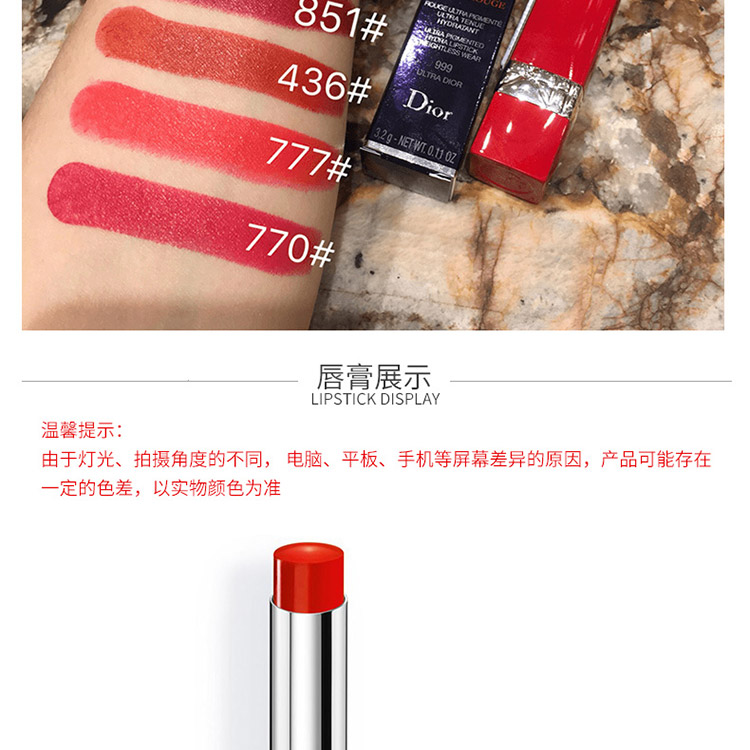 851#
436#
777#
770#
ROUGE
ROUGE ULTRA PIGMENTÉ
ULTRA TENUE
HYDRATANT
ULTRA PIGMENTED
HYDRA LIPSTICK
WEIGHTLESS WEAR
999
ULTRA DIOR
Dior
3,2 g - NET WT. 0.11 OZ
唇膏展示
LIPSTICK DISPLAY
温馨提示：
由于灯光、拍摄角度的不同， 电脑、平板、手机等屏幕差异的原因，产品可能存在
一定的色差，以实物颜色为准